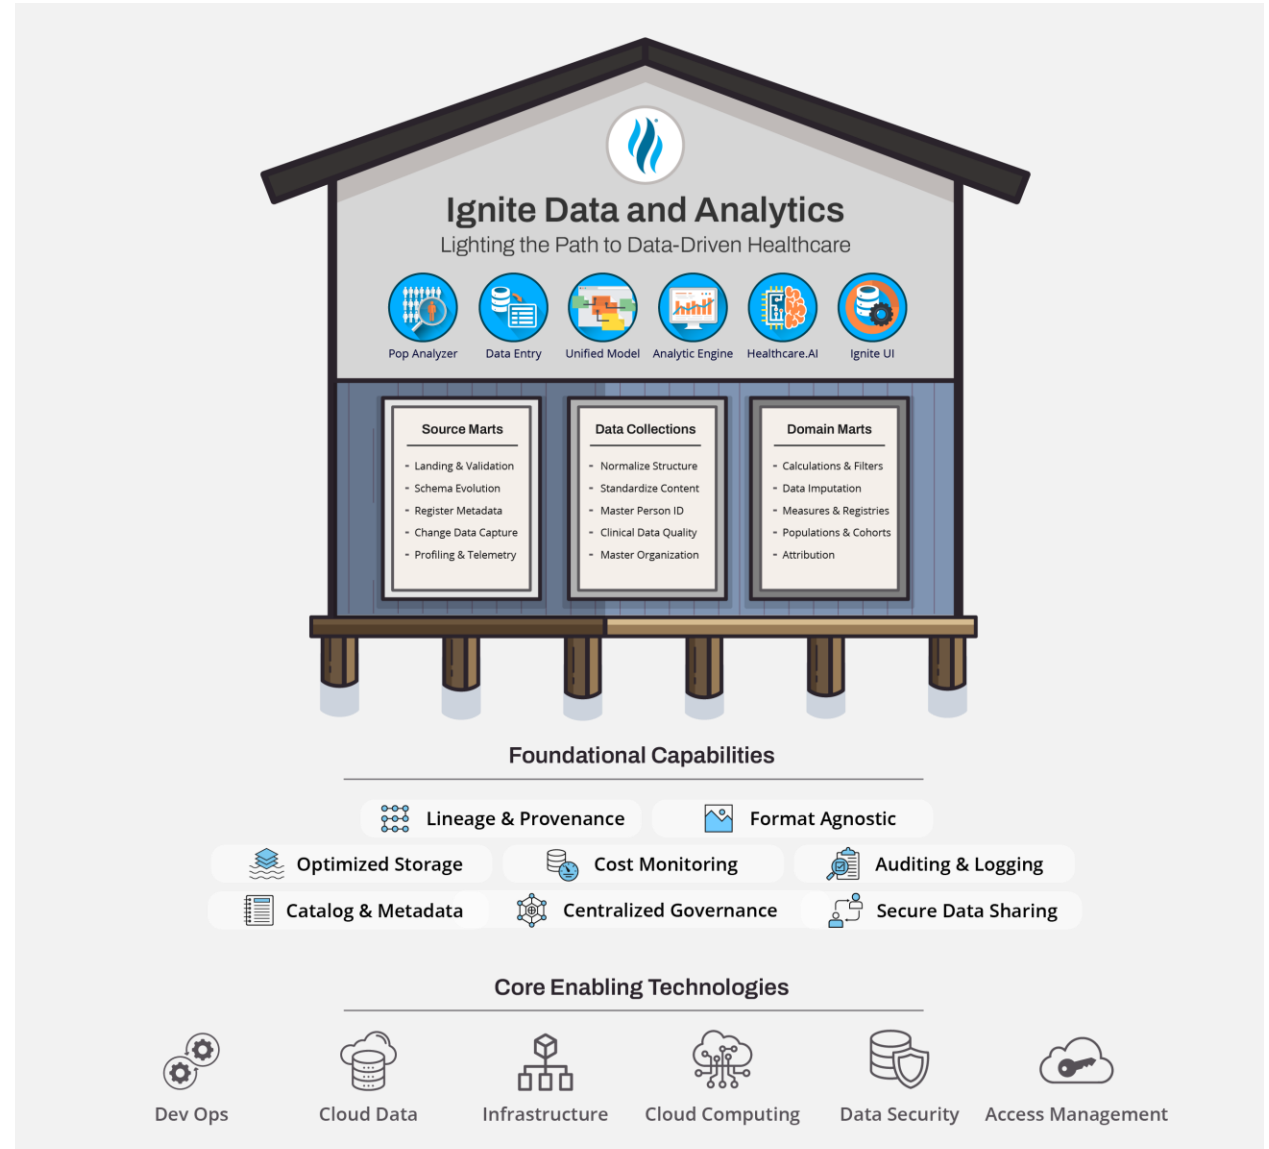 Ignite Data and Analytics
Lighting the Path to Data-Driven Healthcare
Pop Analyzer
Data Entry
Unified Model
Analytic Engine
Healthcare.AI
Ignite UI
Source Marts
- Landing & Validation
- Schema Evolution
- Register Metadata
- Change Data Capture
- Profiling & Telemetry
Data Collections
- Normalize Structure
- Standardize Content
- Master Person ID
- Clinical Data Quality
- Master Organization
Domain Marts
- Calculations & Filters
- Data Imputation
- Measures & Registries
- Populations & Cohorts
- Attribution
Foundational Capabilities
Lineage & Provenance
Format Agnostic
Optimized Storage
Cost Monitoring
Auditing & Logging
Catalog & Metadata
Centralized Governance
Secure Data Sharing
Core Enabling Technologies
Dev Ops
Cloud Data
Infrastructure
Cloud Computing
Data Security
Access Management